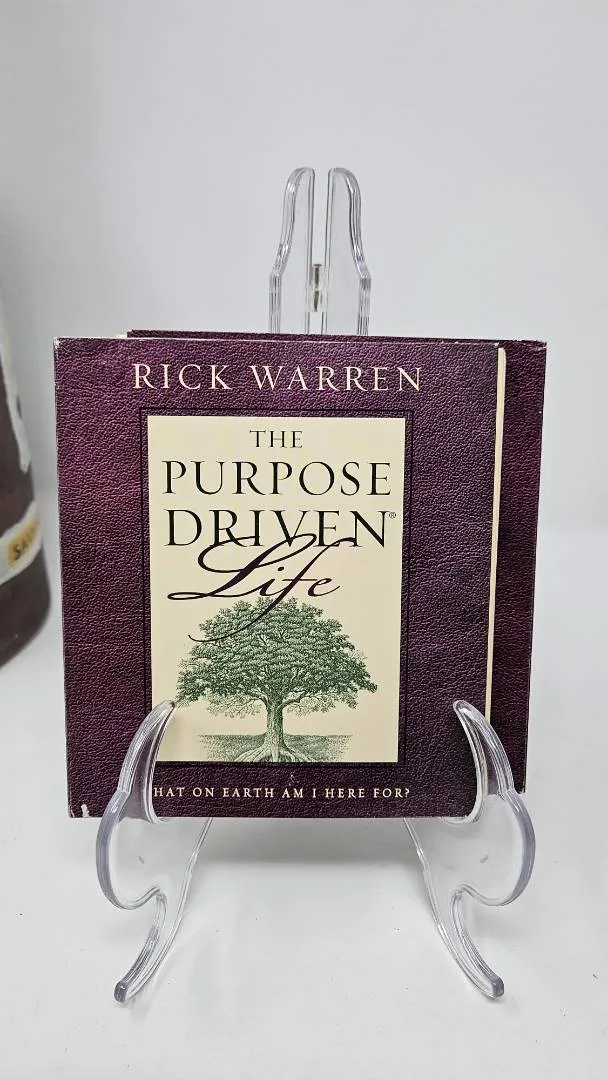 RICK WARREN
THE
PURPOSE
DRIVEN®
Life
HAT ON EARTH AM I HERE FOR?